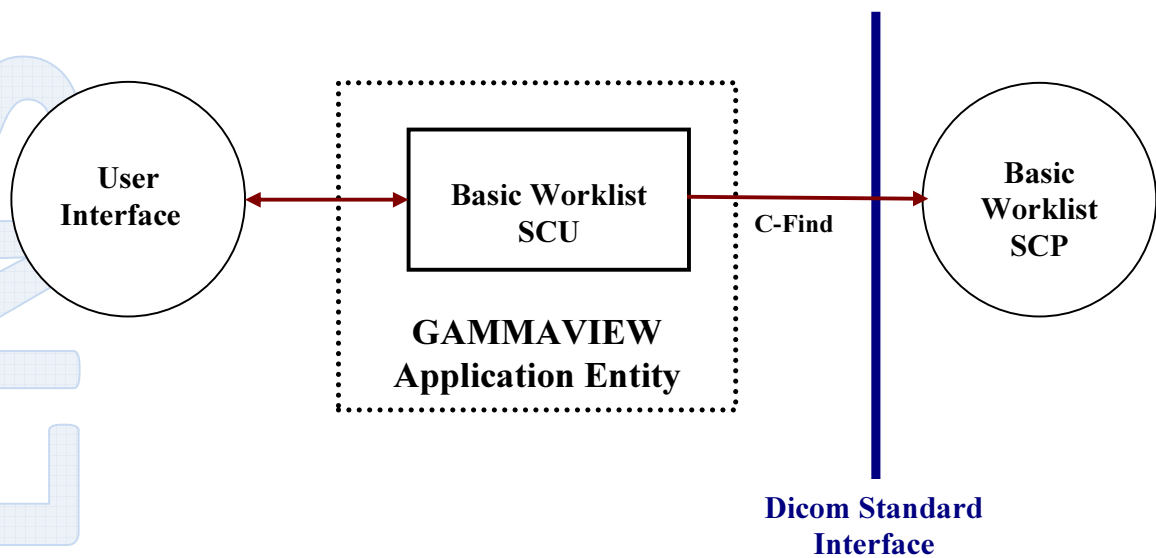 User
Interface
Basic Worklist
SCU
C-Find
Basic
Worklist
SCP
GAMMAVIEW
Application Entity
Dicom Standard
Interface